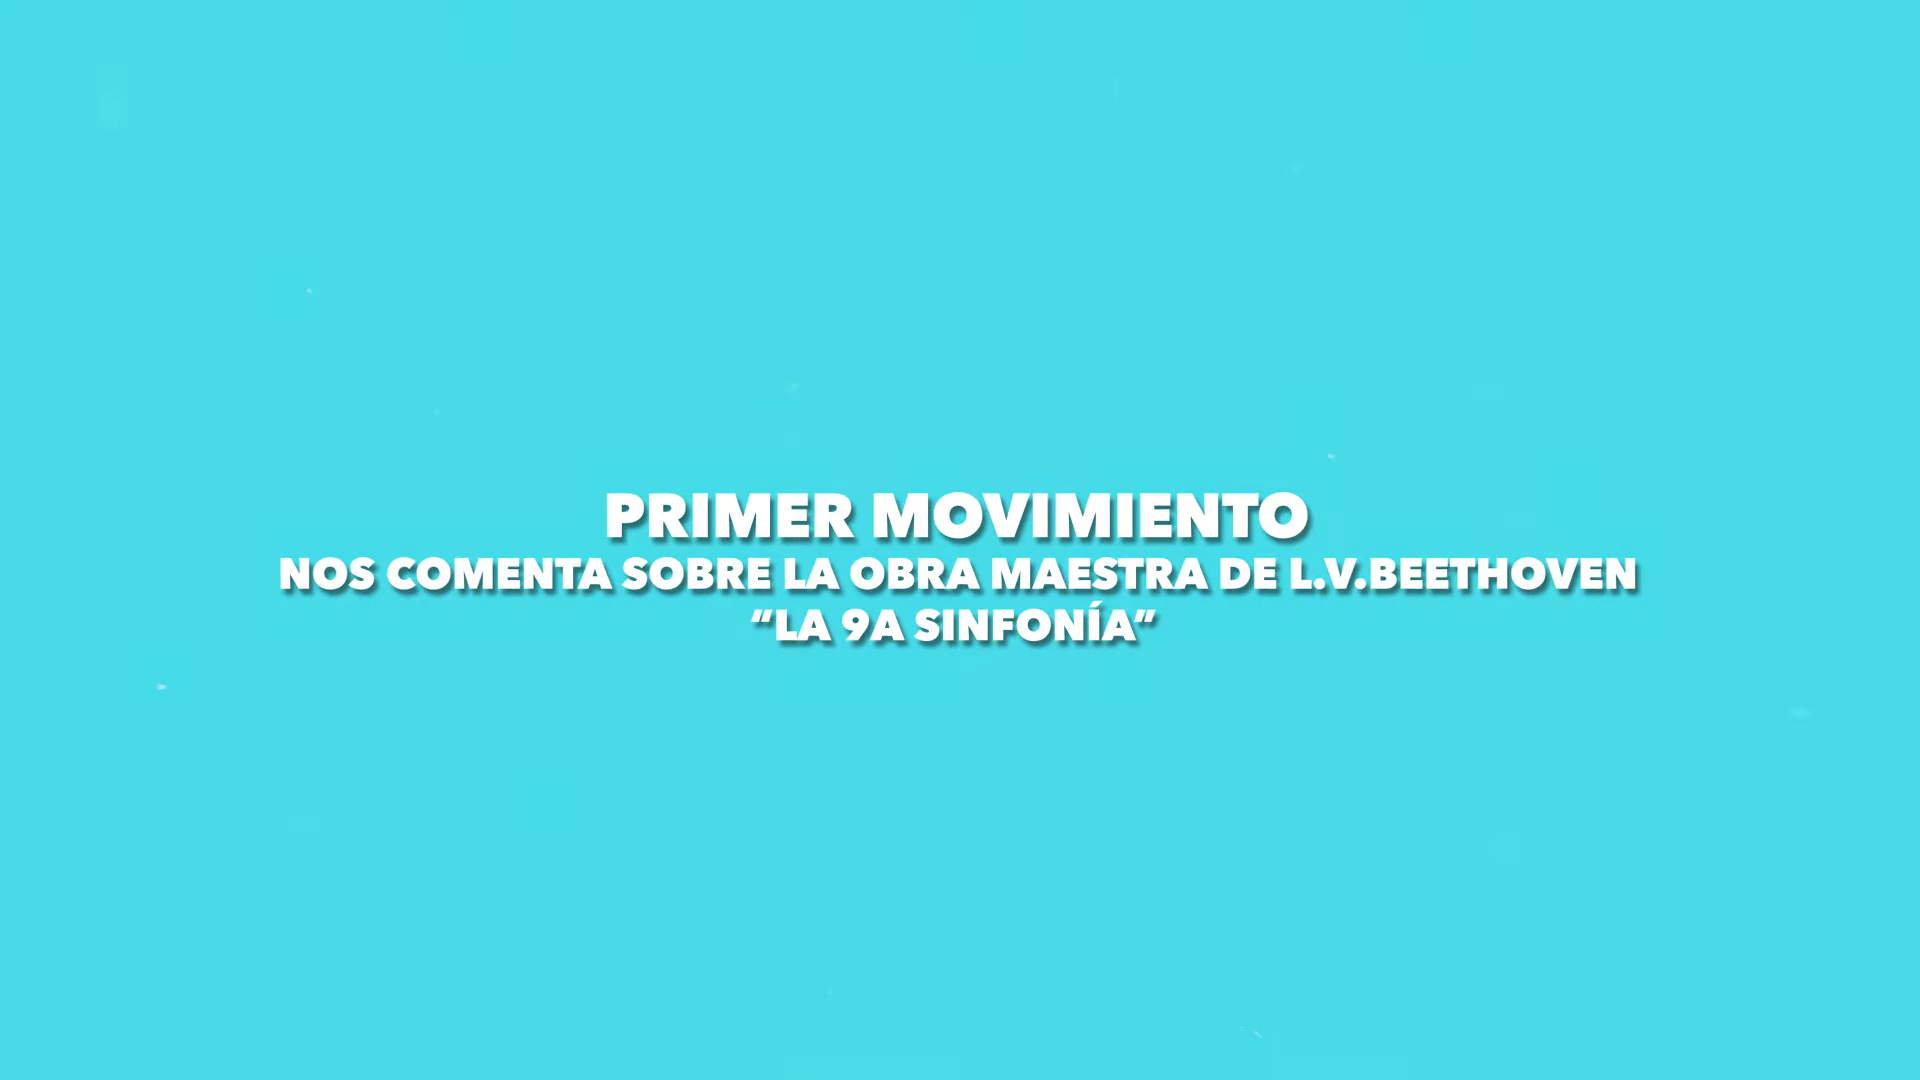 PRIMER MOVIMIENTO
NOS COMENTA SOBRE LA OBRA MAESTRA DE L.V.BEETHOVEN
"LA 9A SINFONÍA"